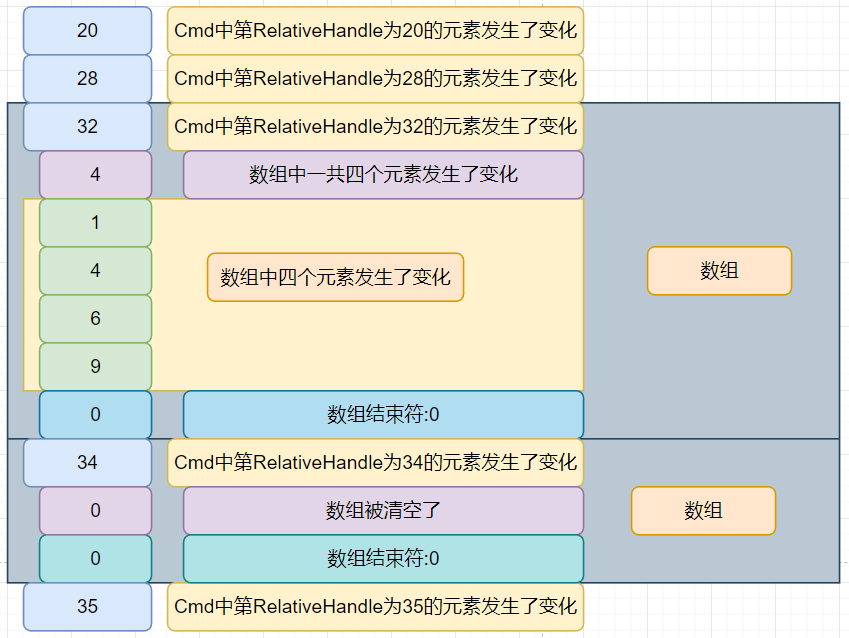 20 Cmd中第RelativeHandle为20的元素发生了变化
28 Cmd中第RelativeHandle为28的元素发生了变化
32 Cmd中第RelativeHandle为32的元素发生了变化
4 数组中一共四个元素发生了变化
1
4 数组中四个元素发生了变化 数组
6
9
0 数组结束符:0
34 Cmd中第RelativeHandle为34的元素发生了变化
0 数组被清空了 数组
0 数组结束符:0
35 Cmd中第RelativeHandle为35的元素发生了变化